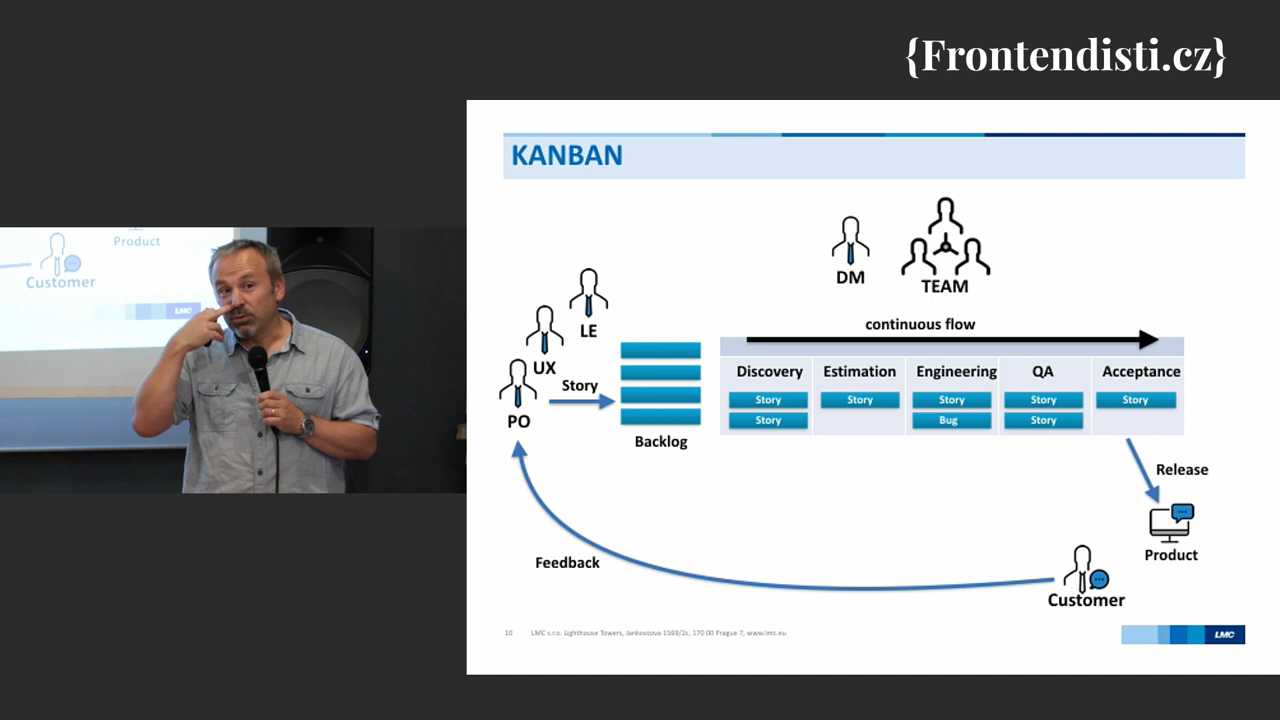 {Frontendisti.cz}
KANBAN
DM
TEAM
LE
UX
PO
Story
Backlog
continuous flow
Discovery Estimation Engineering QA Acceptance
Story Story Story Story Story
Story Bug Story
Release
Product
Customer
Feedback
10 LMC s.r.o. Lighthouse Towers, Jankovcova 1569/2c, 170 00 Prague 7, www.lmc.eu
LMC
Product
Customer
LMC